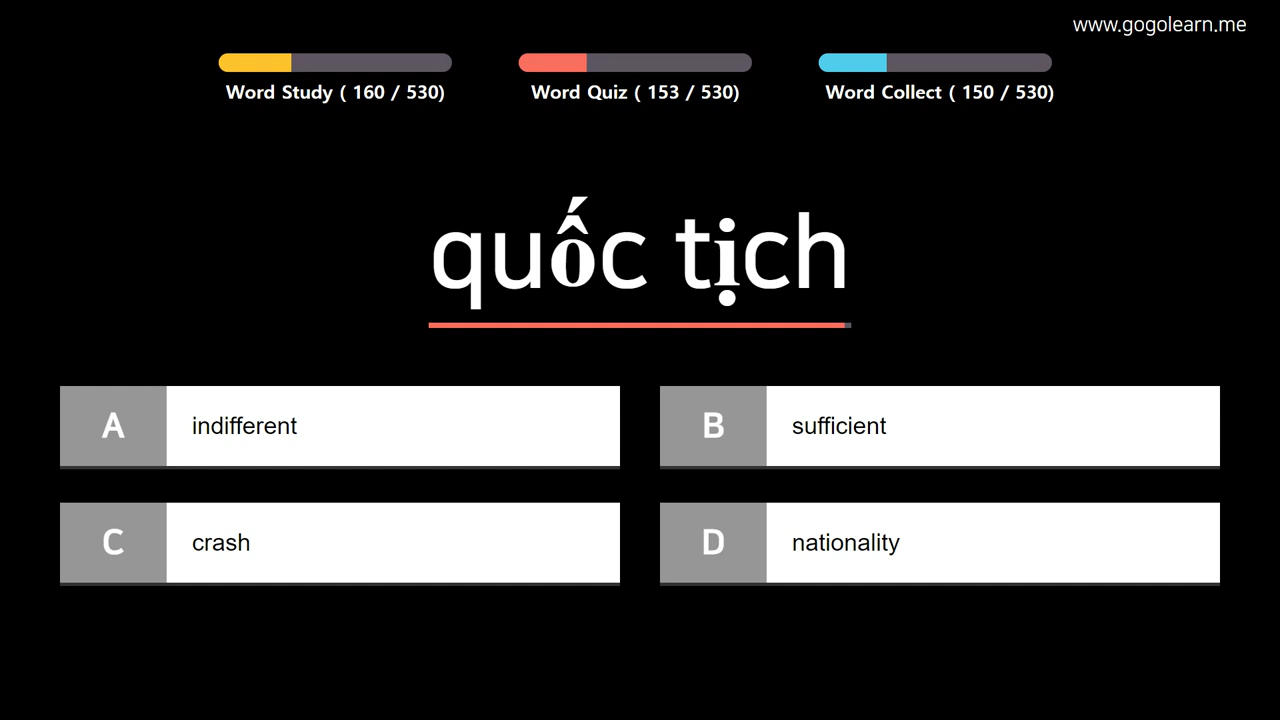 www.gogolearn.me
Word Study ( 160 / 530)
Word Quiz ( 153 / 530)
Word Collect ( 150 / 530)
quốc tịch
A indifferent
B sufficient
C crash
D nationality